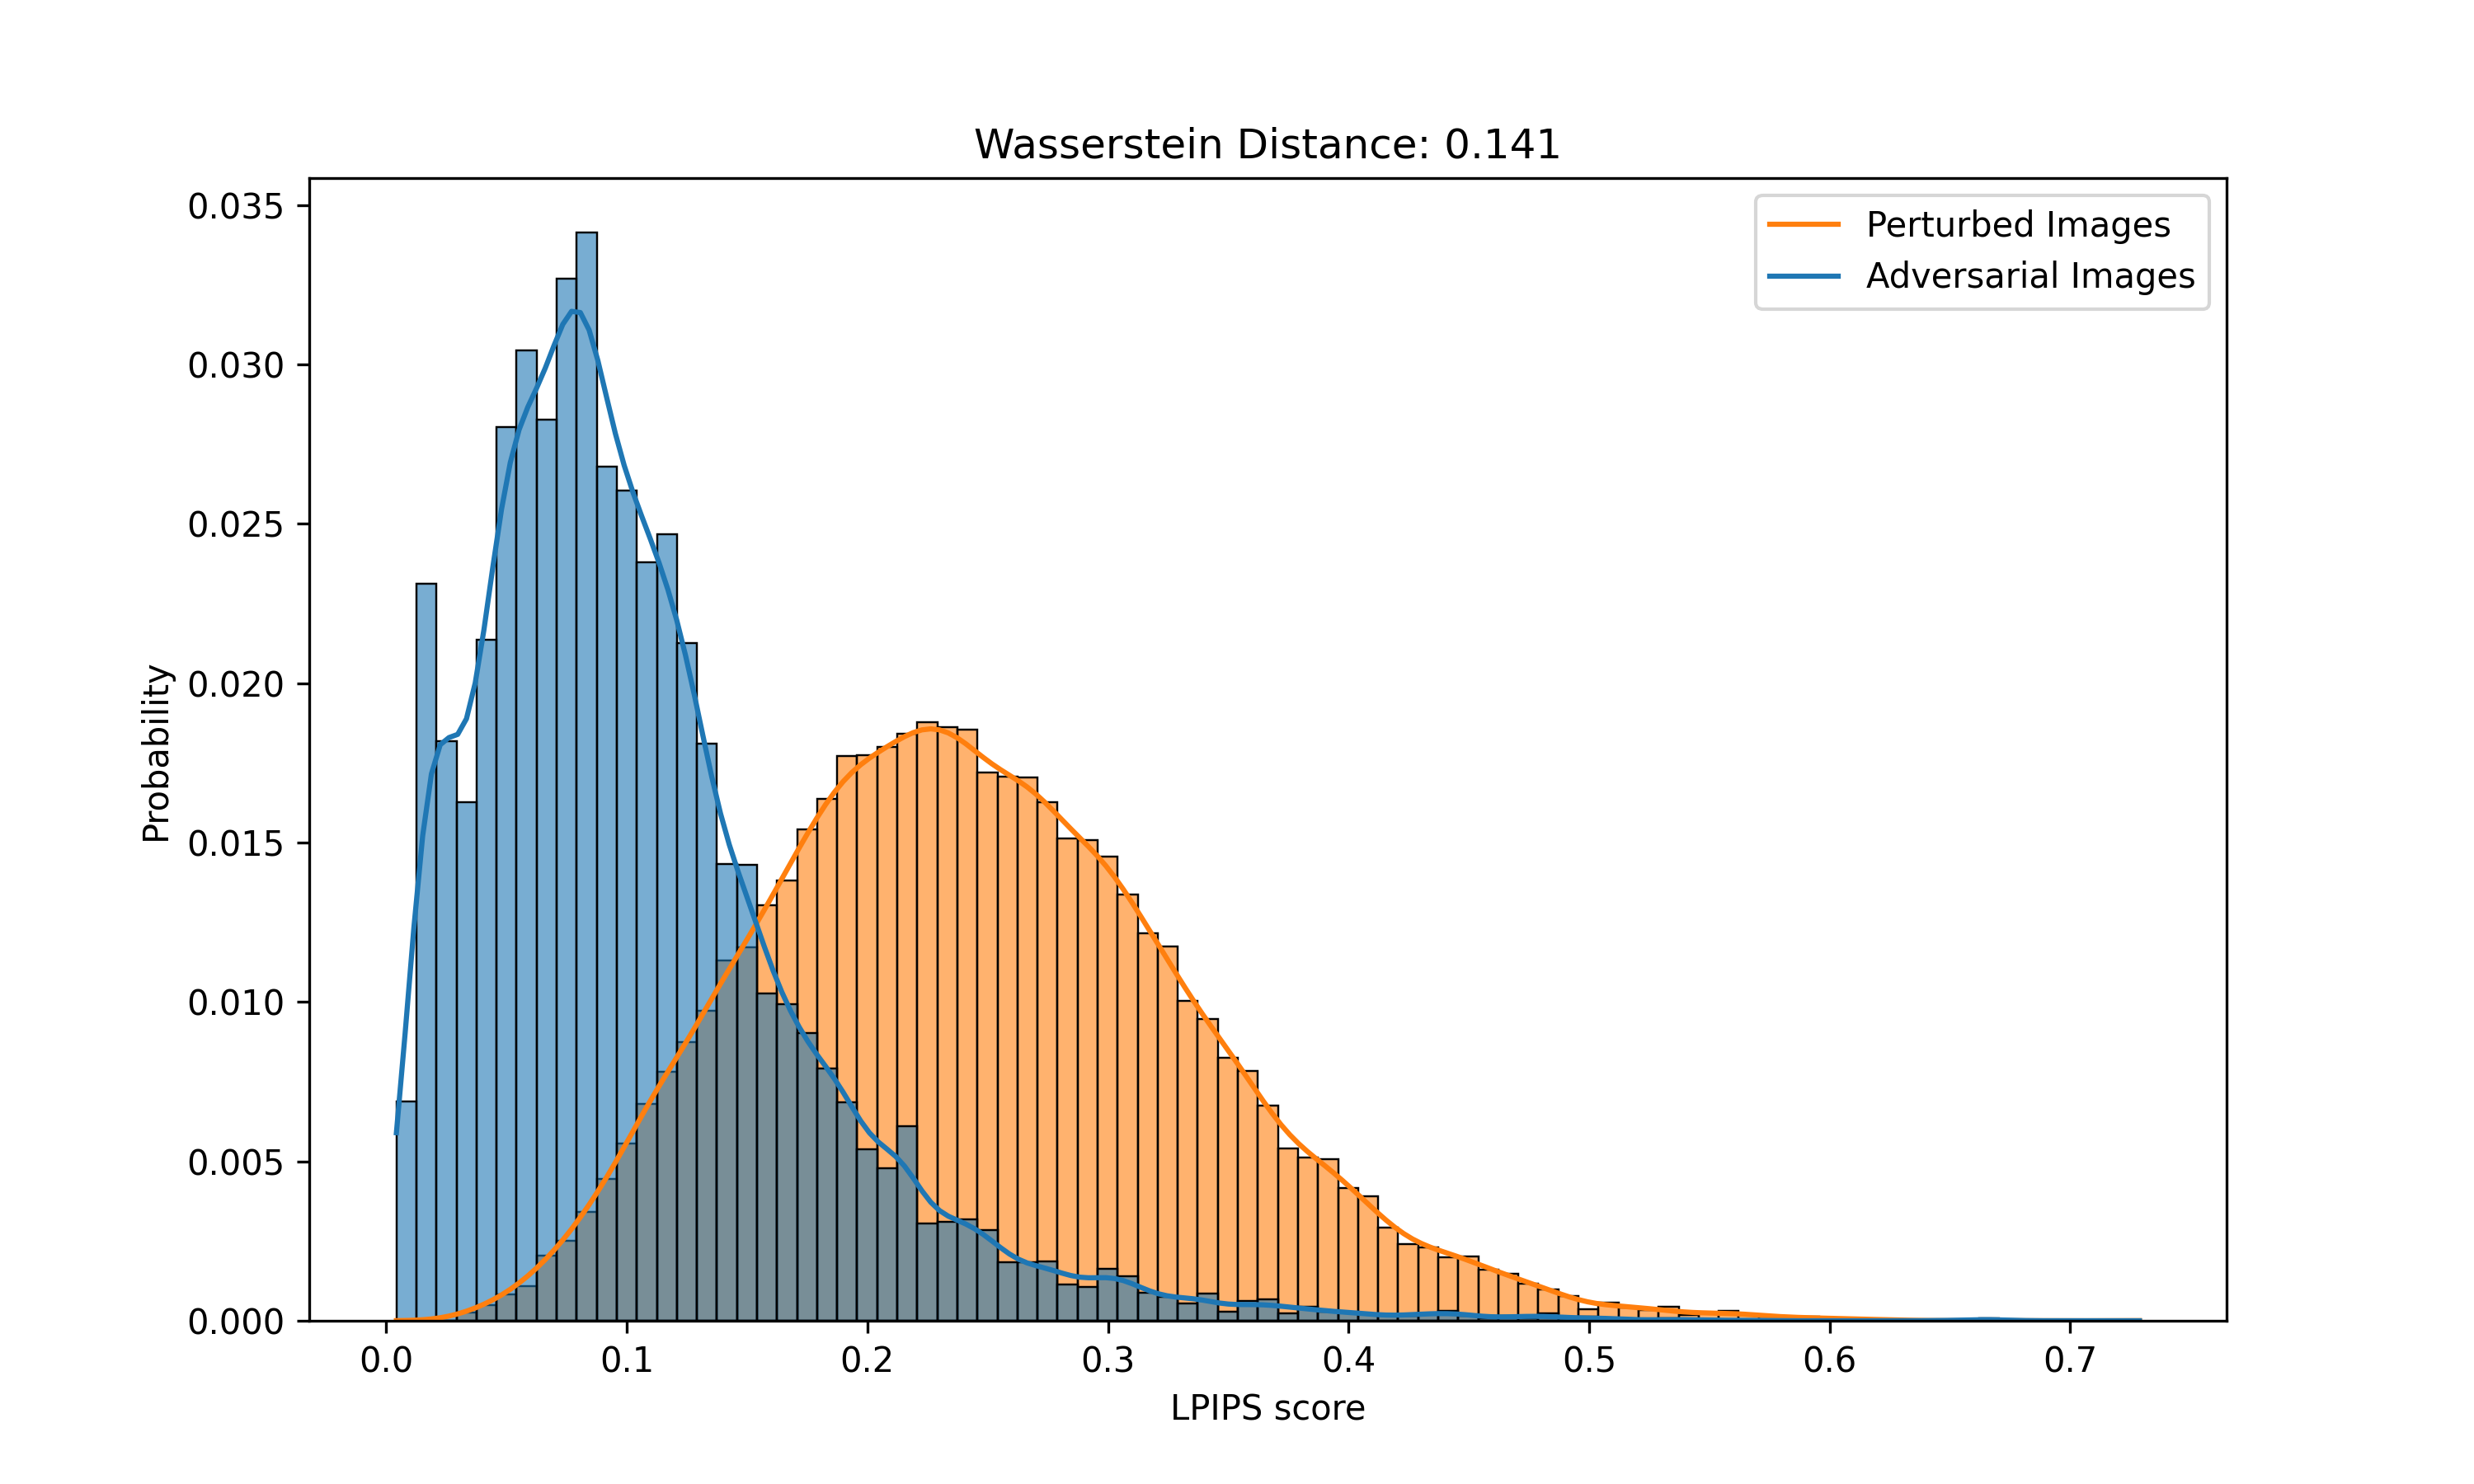 Wasserstein Distance: 0.141
Perturbed Images
Adversarial Images
Probability
0.035
0.030
0.025
0.020
0.015
0.010
0.005
0.000
0.0 0.1 0.2 0.3 0.4 0.5 0.6 0.7
LPIPS score